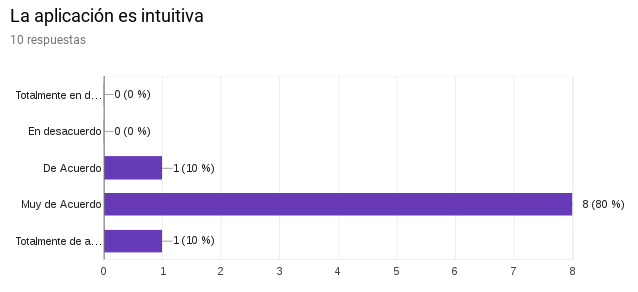 La aplicación es intuitiva
10 respuestas
Totalmente en d... 0 (0 %)
En desacuerdo 0 (0 %)
De Acuerdo 1 (10 %)
Muy de Acuerdo 8 (80 %)
Totalmente de a... 1 (10 %)
0 1 2 3 4 5 6 7 8